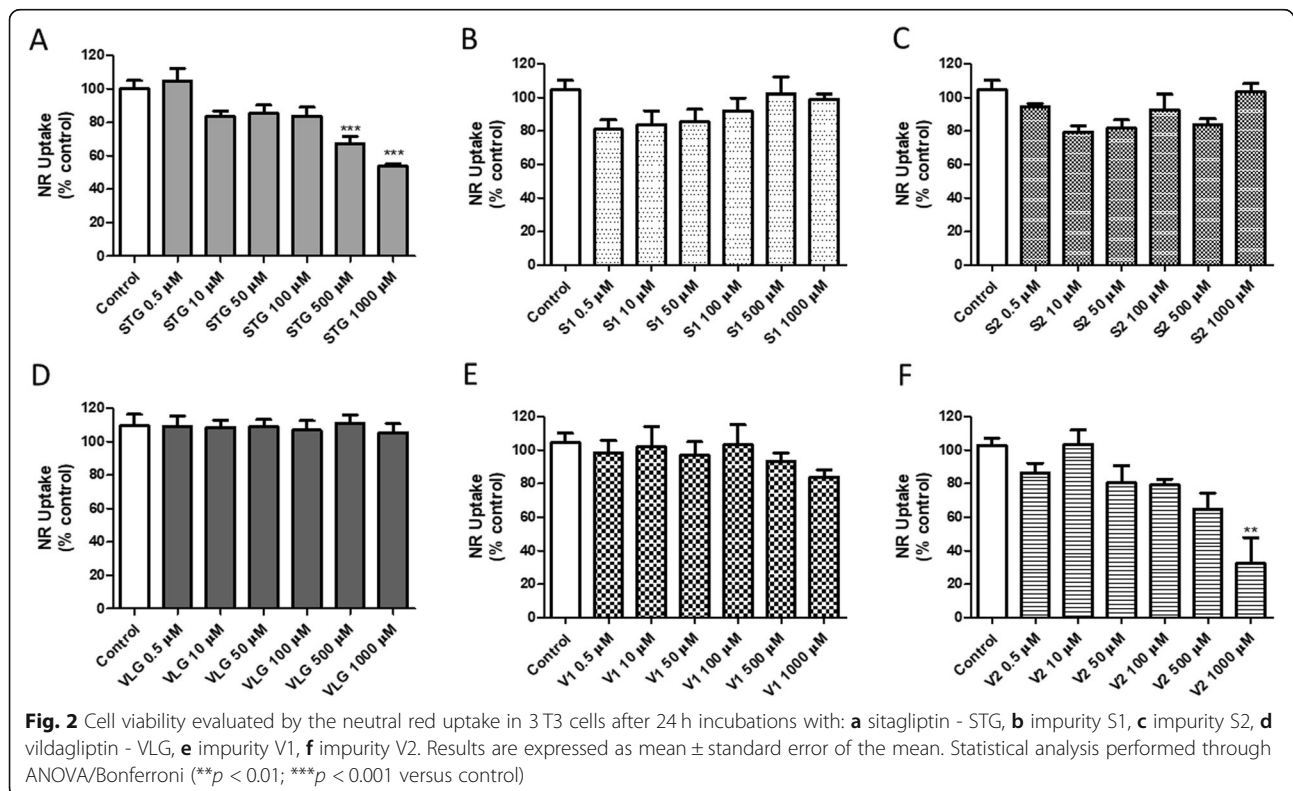 A
NR Uptake
(% control)
120
100
80
60
40
20
0
Control
STG 0.5 µM
STG 10 µM
STG 50 µM
STG 100 µM
STG 500 µM
STG 1000 µM
***
***
B
NR Uptake
(% control)
120
100
80
60
40
20
0
Control
S1 0.5 µM
S1 10 µM
S1 50 µM
S1 100 µM
S1 500 µM
S1 1000 µM
C
NR Uptake
(% control)
120
100
80
60
40
20
0
Control
S2 0.5 µM
S2 10 µM
S2 50 µM
S2 100 µM
S2 500 µM
S2 1000 µM
D
NR Uptake
(% control)
120
100
80
60
40
20
0
Control
VLG 0.5 µM
VLG 10 µM
VLG 50 µM
VLG 100 µM
VLG 500 µM
VLG 1000 µM
E
NR Uptake
(% control)
120
100
80
60
40
20
0
Control
V1 0.5 µM
V1 10 µM
V1 50 µM
V1 100 µM
V1 500 µM
V1 1000 µM
F
NR Uptake
(% control)
120
100
80
60
40
20
0
Control
V2 0.5 µM
V2 10 µM
V2 50 µM
V2 100 µM
V2 500 µM
V2 1000 µM
**
Fig. 2 Cell viability evaluated by the neutral red uptake in 3 T3 cells after 24 h incubations with: a sitagliptin - STG, b impurity S1, c impurity S2, d
vildagliptin - VLG, e impurity V1, f impurity V2. Results are expressed as mean ± standard error of the mean. Statistical analysis performed through
ANOVA/Bonferroni (**p < 0.01; ***p < 0.001 versus control)